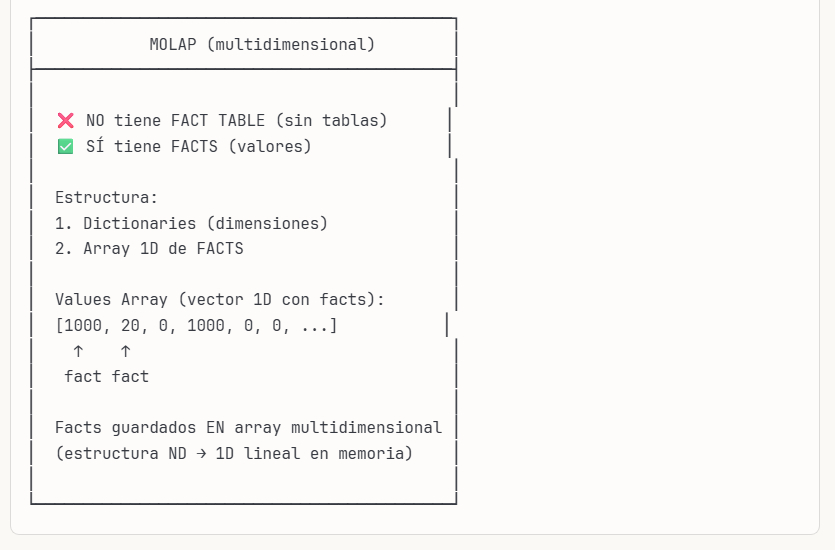 MOLAP (multidimensional)
❌ NO tiene FACT TABLE (sin tablas)
✅ SÍ tiene FACTS (valores)
Estructura:
1. Dictionaries (dimensiones)
2. Array 1D de FACTS
Values Array (vector 1D con facts):
[1000, 20, 0, 1000, 0, 0, ...]
↑ ↑
fact fact
Facts guardados EN array multidimensional
(estructura ND → 1D lineal en memoria)